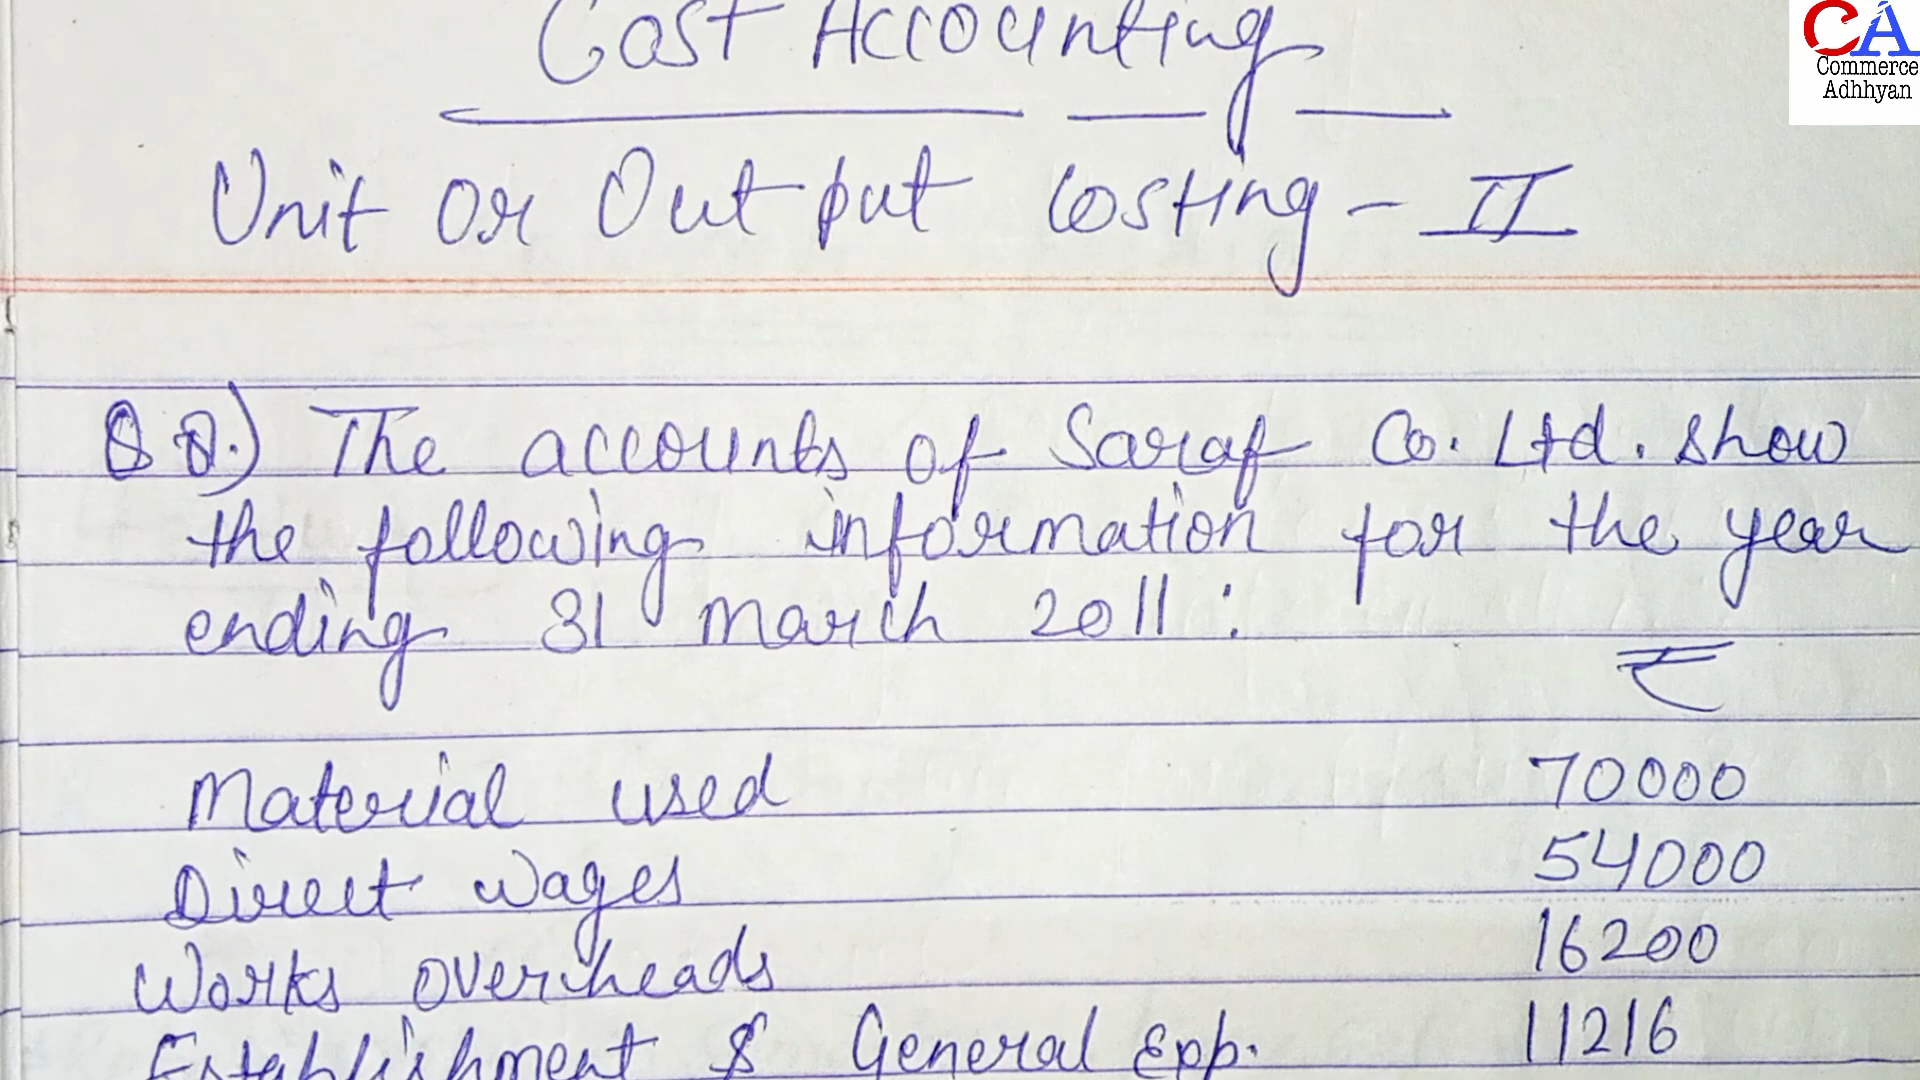 Cost Accounting
CA
Commerce
Adhhyan
Unit or Output Costing - II
Q 2.) The accounts of Saraf Co. Ltd. show
the following information for the year
ending 31 March 2011 :
₹
Material used 70000
Direct wages 54000
Works overheads 16200
Establishment & General Exp. 11216